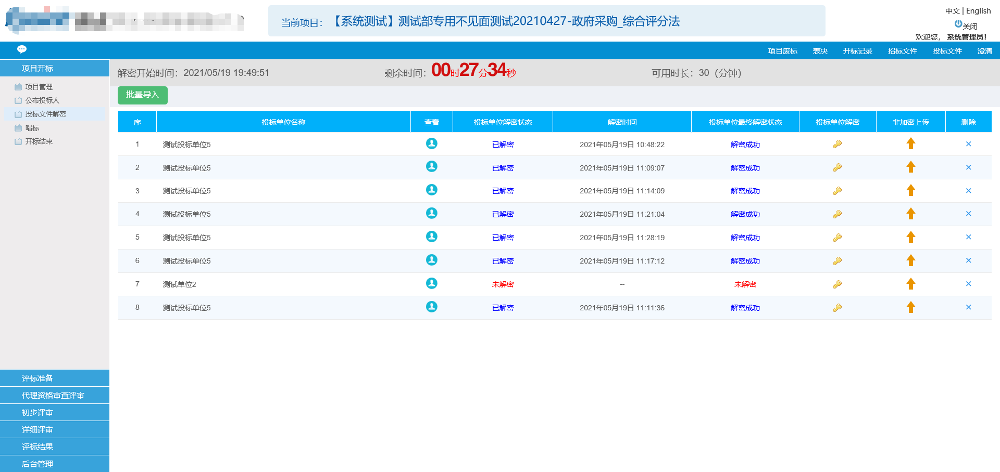 中文 | English
当前项目：【系统测试】测试部专用不见面测试20210427-政府采购_综合评分法
关闭
欢迎您， 系统管理员！
项目废标 表决 开标记录 招标文件 投标文件 澄清
项目开标
项目管理
公布投标人
投标文件解密
唱标
开标结束
评标准备
代理资格审查评审
初步评审
详细评审
评标结果
后台管理
解密开始时间：2021/05/19 19:49:51 剩余时间：00时27分34秒 可用时长：30（分钟）
批量导入
序 投标单位名称 查看 投标单位解密状态 解密时间 投标单位最终解密状态 投标单位解密 非加密上传 删除
1 测试投标单位5 已解密 2021年05月19日 10:48:22 解密成功
2 测试投标单位5 已解密 2021年05月19日 11:09:07 解密成功
3 测试投标单位5 已解密 2021年05月19日 11:14:09 解密成功
4 测试投标单位5 已解密 2021年05月19日 11:21:04 解密成功
5 测试投标单位5 已解密 2021年05月19日 11:28:19 解密成功
6 测试投标单位5 已解密 2021年05月19日 11:17:12 解密成功
7 测试单位2 未解密 -- 未解密
8 测试投标单位5 已解密 2021年05月19日 11:11:36 解密成功